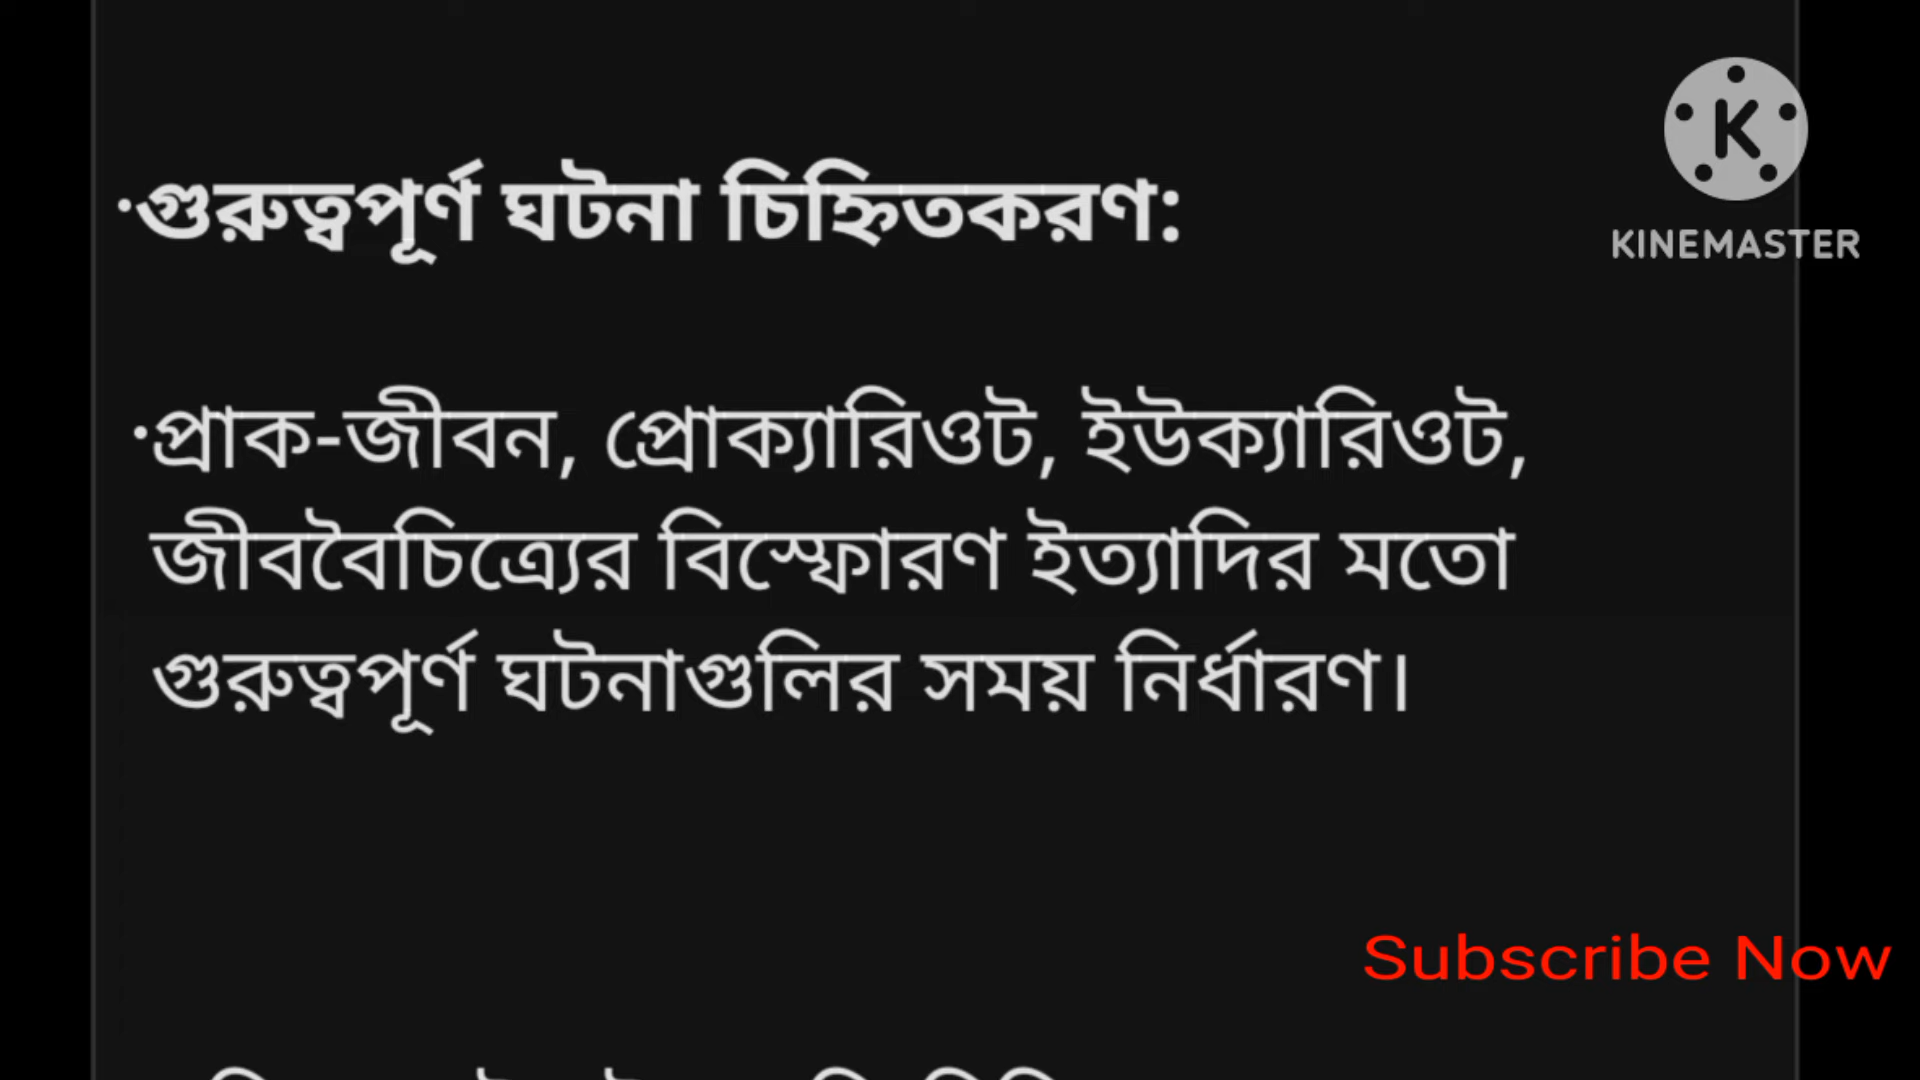 ·গুরুত্বপূর্ণ ঘটনা চিহ্নিতকরণ:
·প্রাক-জীবন, প্রোক্যারিওট, ইউক্যারিওট,
জীববৈচিত্র্যের বিস্ফোরণ ইত্যাদির মতো
গুরুত্বপূর্ণ ঘটনাগুলির সময় নির্ধারণ।
K
KINEMASTER
Subscribe Now